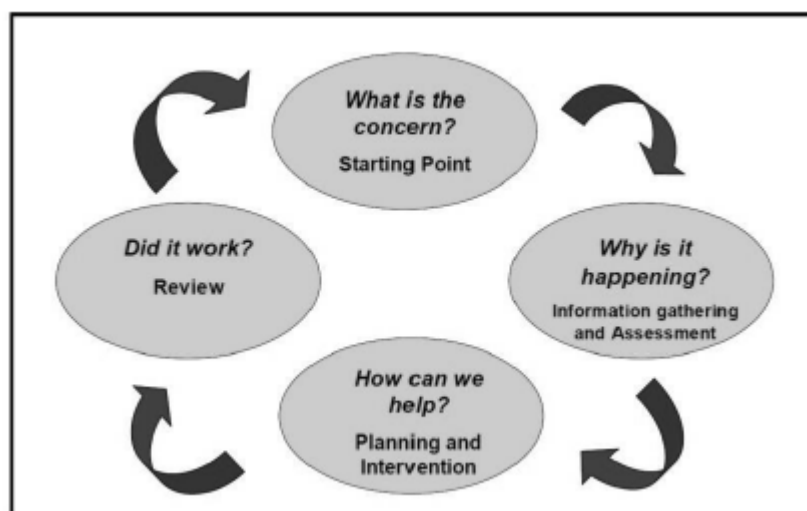 What is the
concern?
Starting Point
Why is it
happening?
Information gathering
and Assessment
How can we
help?
Planning and
Intervention
Did it work?
Review